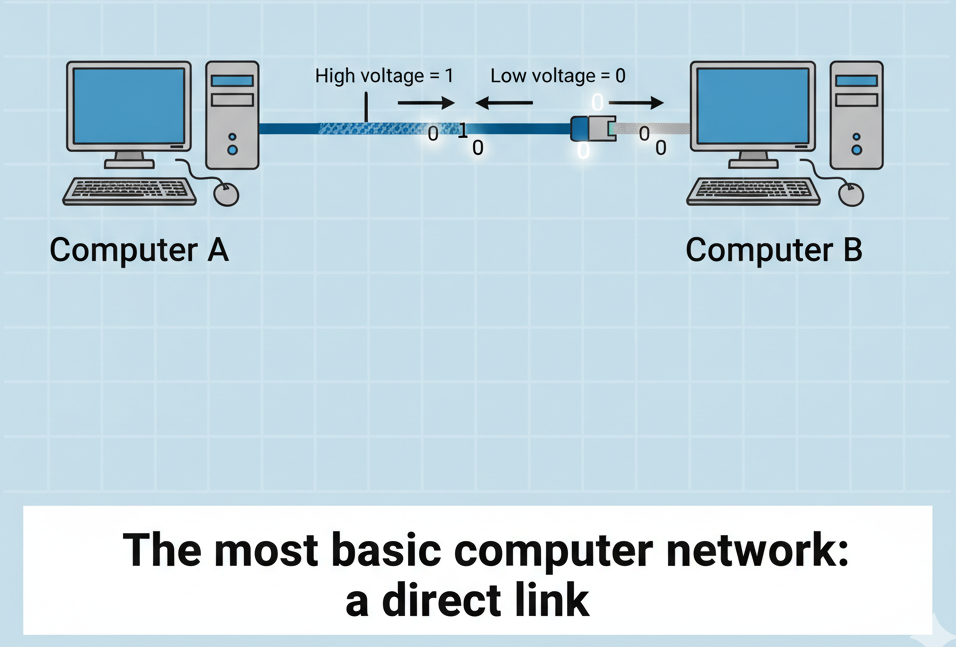 High voltage = 1 Low voltage = 0
0
0 1 0
0 0
0
Computer A Computer B
The most basic computer network:
a direct link